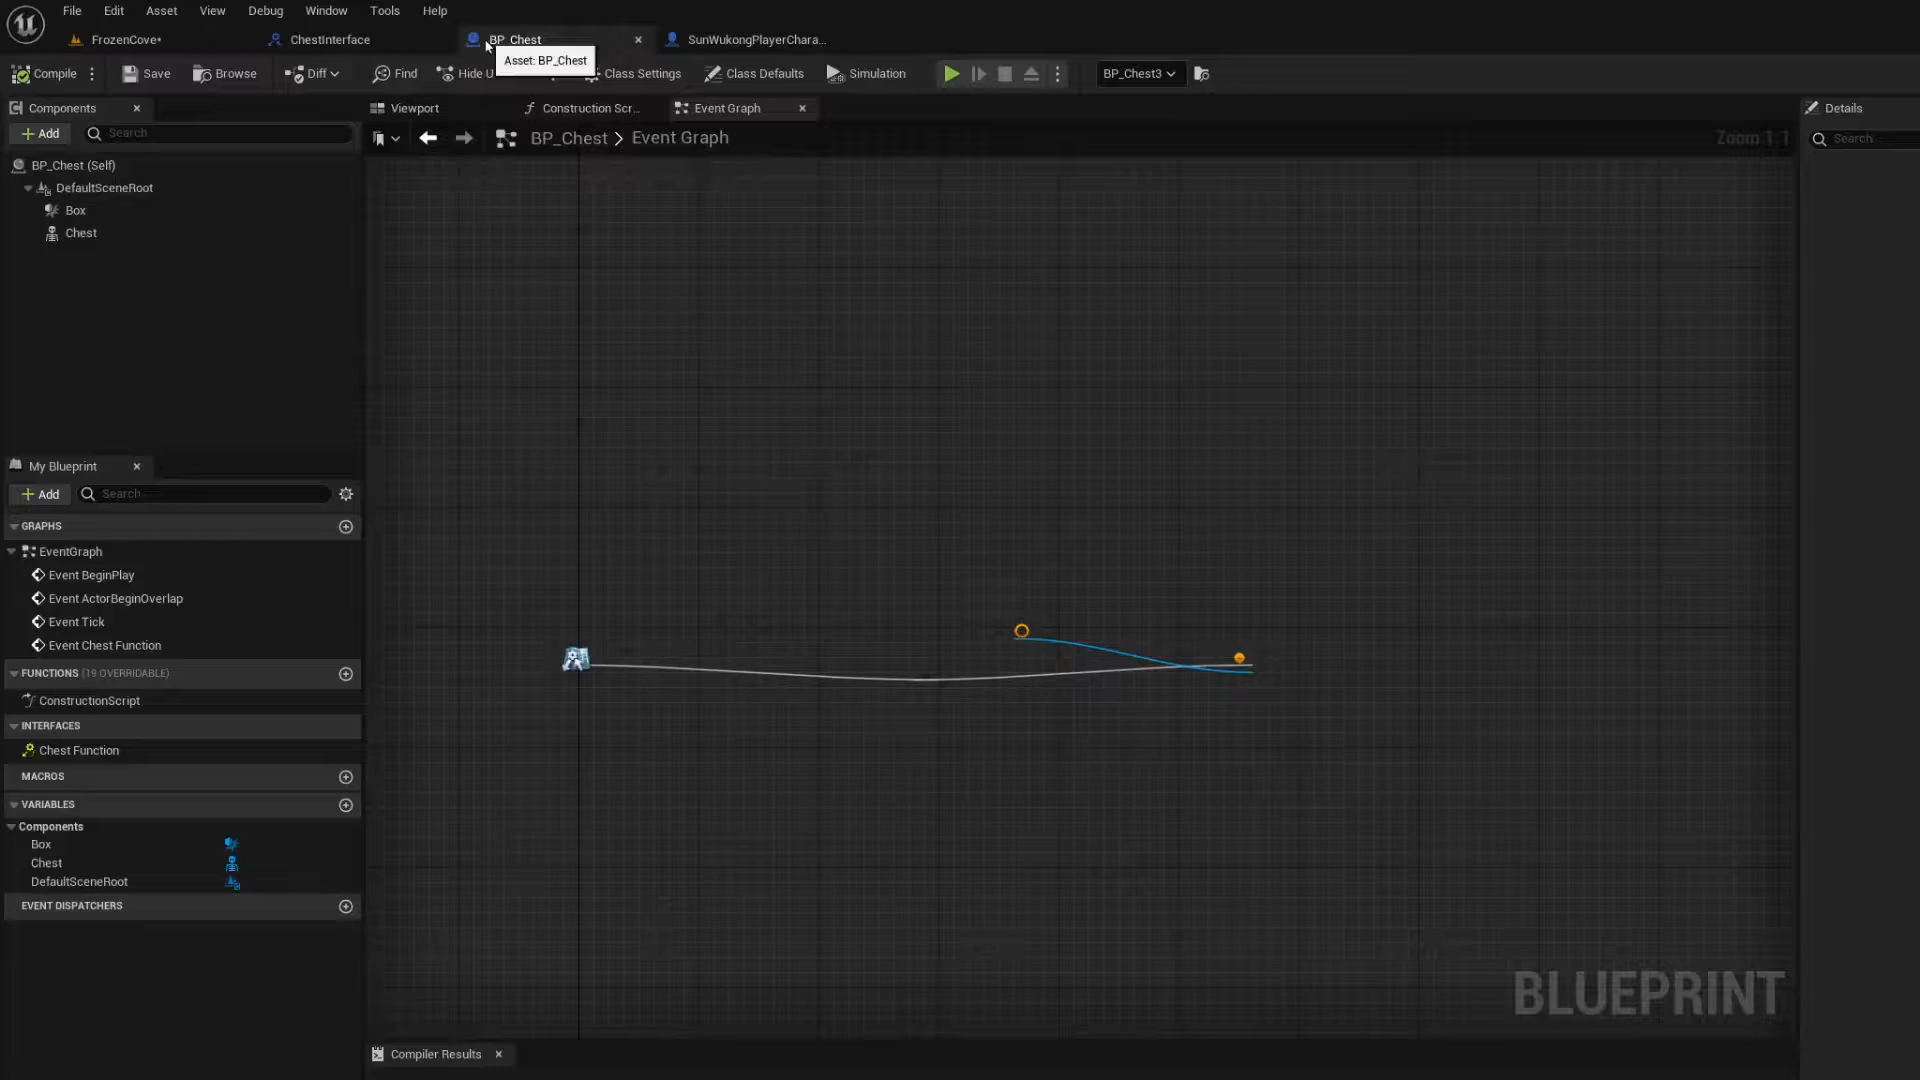 File Edit Asset View Debug Window Tools Help
FrozenCove•
ChestInterface
BP_Chest
SunWukongPlayerChara...
Asset: BP_Chest
Compile
Save
Browse
Diff
Find
Hide U
Class Settings
Class Defaults
Simulation
BP_Chest3
Components
Viewport
Construction Scr...
Event Graph
Details
Add
Search
BP_Chest > Event Graph
Zoom 1:1
Search
BP_Chest (Self)
DefaultSceneRoot
Box
Chest
My Blueprint
Add
Search
GRAPHS
EventGraph
Event BeginPlay
Event ActorBeginOverlap
Event Tick
Event Chest Function
FUNCTIONS (19 OVERRIDABLE)
ConstructionScript
INTERFACES
Chest Function
MACROS
VARIABLES
Components
Box
Chest
DefaultSceneRoot
EVENT DISPATCHERS
BLUEPRINT
Compiler Results